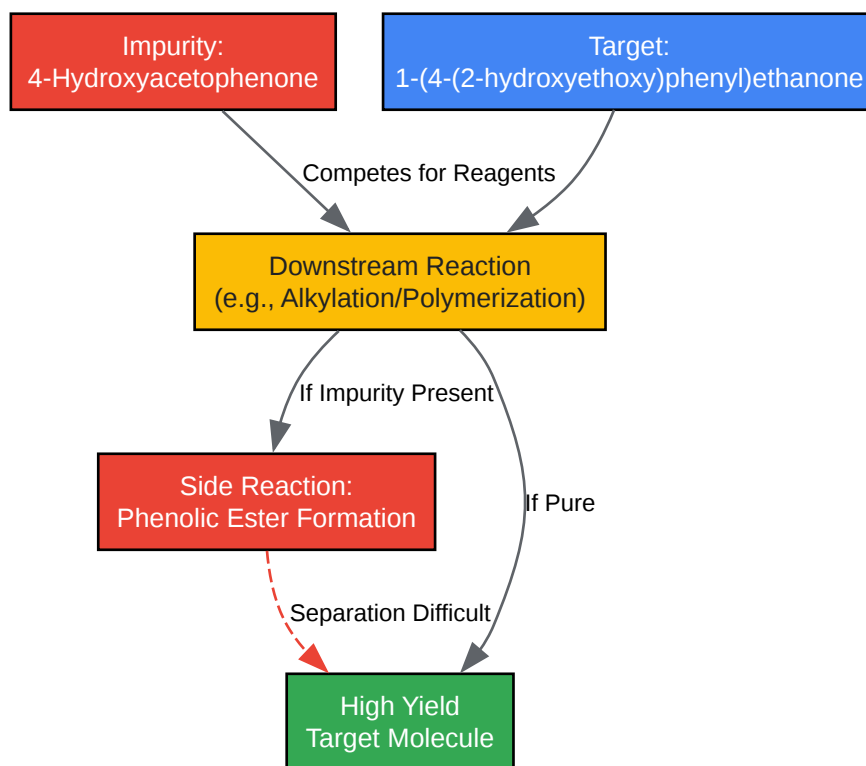 Impurity:
4-Hydroxyacetophenone
Target:
1-(4-(2-hydroxyethoxy)phenyl)ethanone
Competes for Reagents
Downstream Reaction
(e.g., Alkylation/Polymerization)
If Impurity Present
Side Reaction:
Phenolic Ester Formation
If Pure
Separation Difficult
High Yield
Target Molecule